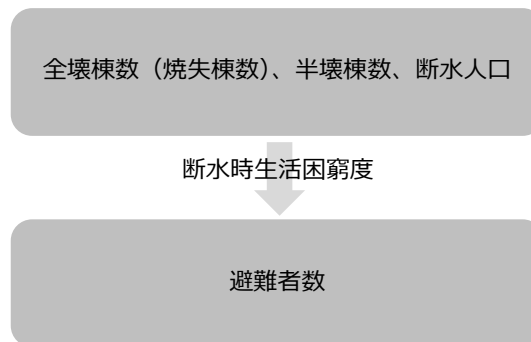 全壊棟数（焼失棟数）、半壊棟数、断水人口
断水時生活困窮度
避難者数